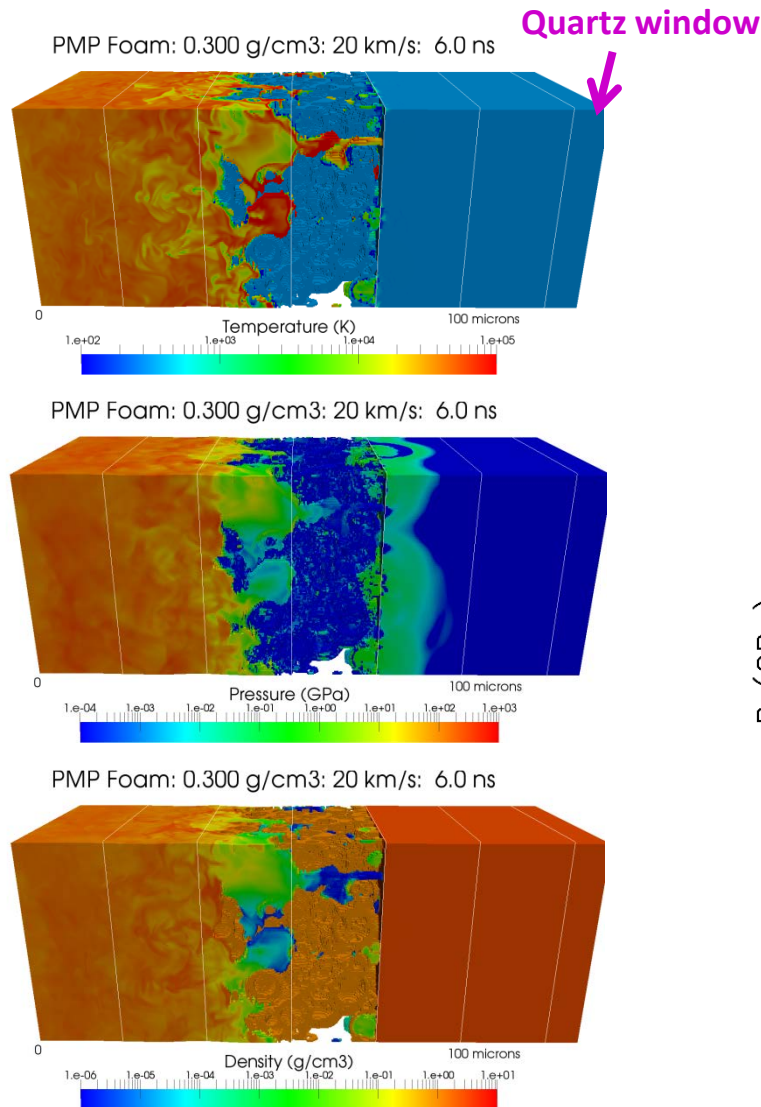 Quartz window
PMP Foam: 0.300 g/cm3: 20 km/s: 6.0 ns
0
100 microns
Temperature (K)
1.e+02 1.e+03 1.e+04 1.e+05
PMP Foam: 0.300 g/cm3: 20 km/s: 6.0 ns
0
100 microns
Pressure (GPa)
1.e-04 1.e-03 1.e-02 1.e-01 1.e+00 1.e+01 1.e+02 1.e+03
PMP Foam: 0.300 g/cm3: 20 km/s: 6.0 ns
0
100 microns
Density (g/cm3)
1.e-06 1.e-05 1.e-04 1.e-03 1.e-02 1.e-01 1.e+00 1.e+01